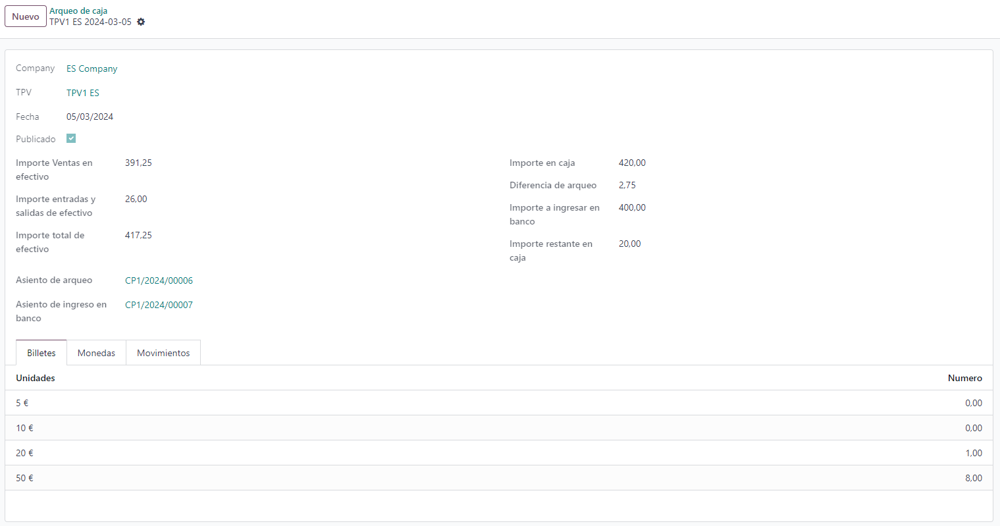 Nuevo
Arqueo de caja
TPV1 ES 2024-03-05
Company ES Company
TPV TPV1 ES
Fecha 05/03/2024
Publicado
Importe Ventas en 391,25
efectivo
Importe entradas y 26,00
salidas de efectivo
Importe total de 417,25
efectivo
Importe en caja 420,00
Diferencia de arqueo 2,75
Importe a ingresar en 400,00
banco
Importe restante en 20,00
caja
Asiento de arqueo CP1/2024/00006
Asiento de ingreso en CP1/2024/00007
banco
Billetes Monedas Movimientos
Unidades Numero
5 € 0,00
10 € 0,00
20 € 1,00
50 € 8,00